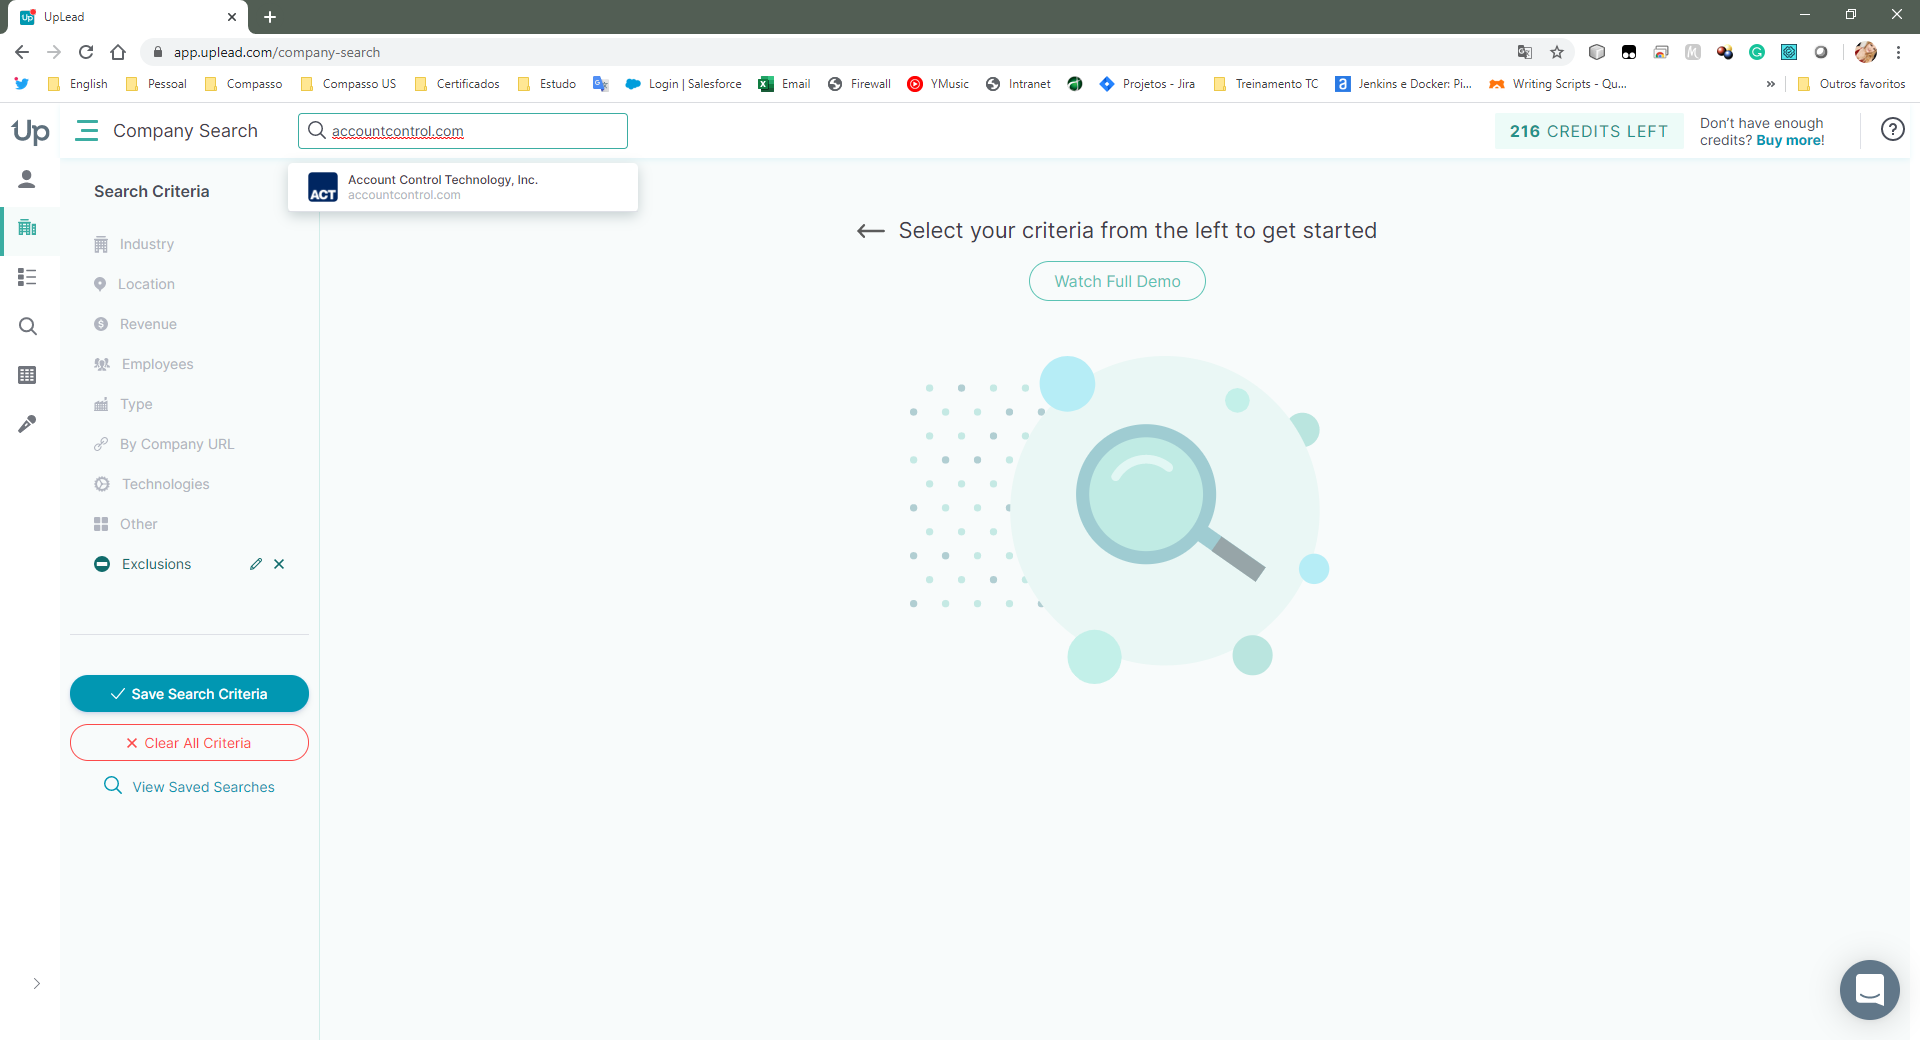 UpLead
app.uplead.com/company-search
English
Pessoal
Compasso
Compasso US
Certificados
Estudo
Login | Salesforce
Email
Firewall
YMusic
Intranet
Projetos - Jira
Treinamento TC
Jenkins e Docker: Pi...
Writing Scripts - Qu...
»
Outros favoritos
Up
Company Search
accountcontrol.com
216 CREDITS LEFT
Don't have enough
credits? Buy more!
ACT
Account Control Technology, Inc.
accountcontrol.com
Search Criteria
Industry
Location
Revenue
Employees
Type
By Company URL
Technologies
Other
Exclusions
Save Search Criteria
Clear All Criteria
View Saved Searches
Select your criteria from the left to get started
Watch Full Demo